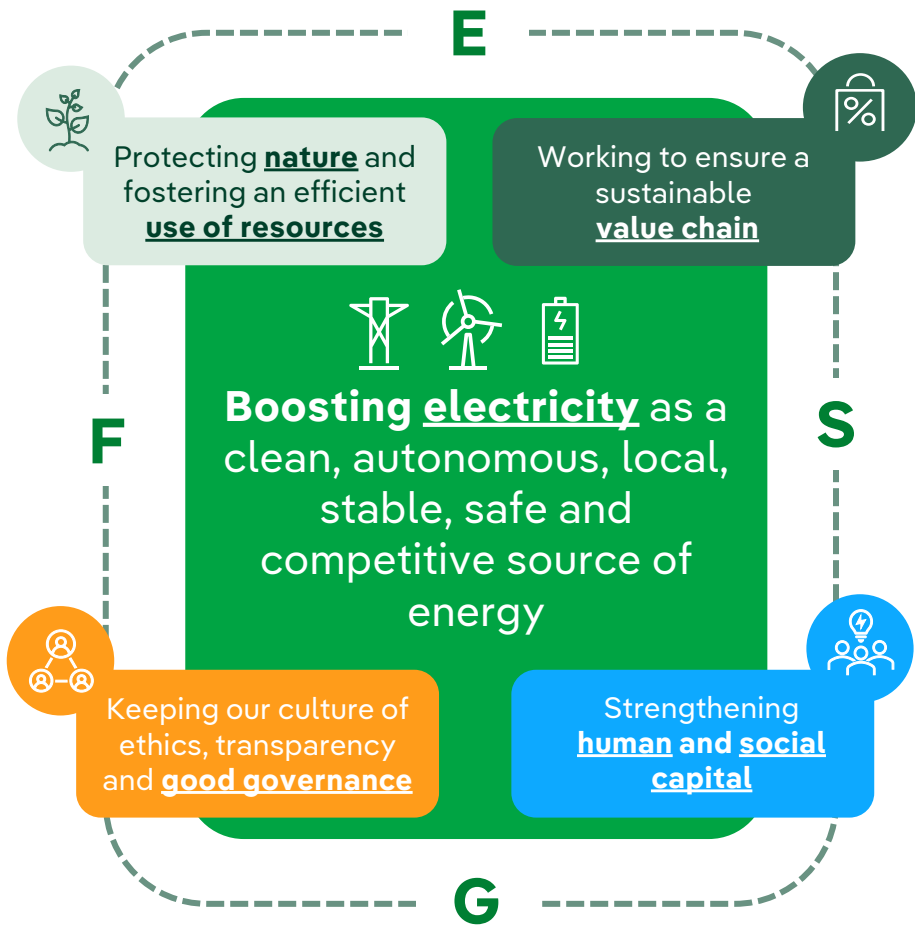 E
Protecting nature and
fostering an efficient
use of resources
%
Working to ensure a
sustainable
value chain
Boosting electricity as a
clean, autonomous, local,
stable, safe and
competitive source of
energy
F
S
Keeping our culture of
ethics, transparency
and good governance
Strengthening
human and social
capital
G